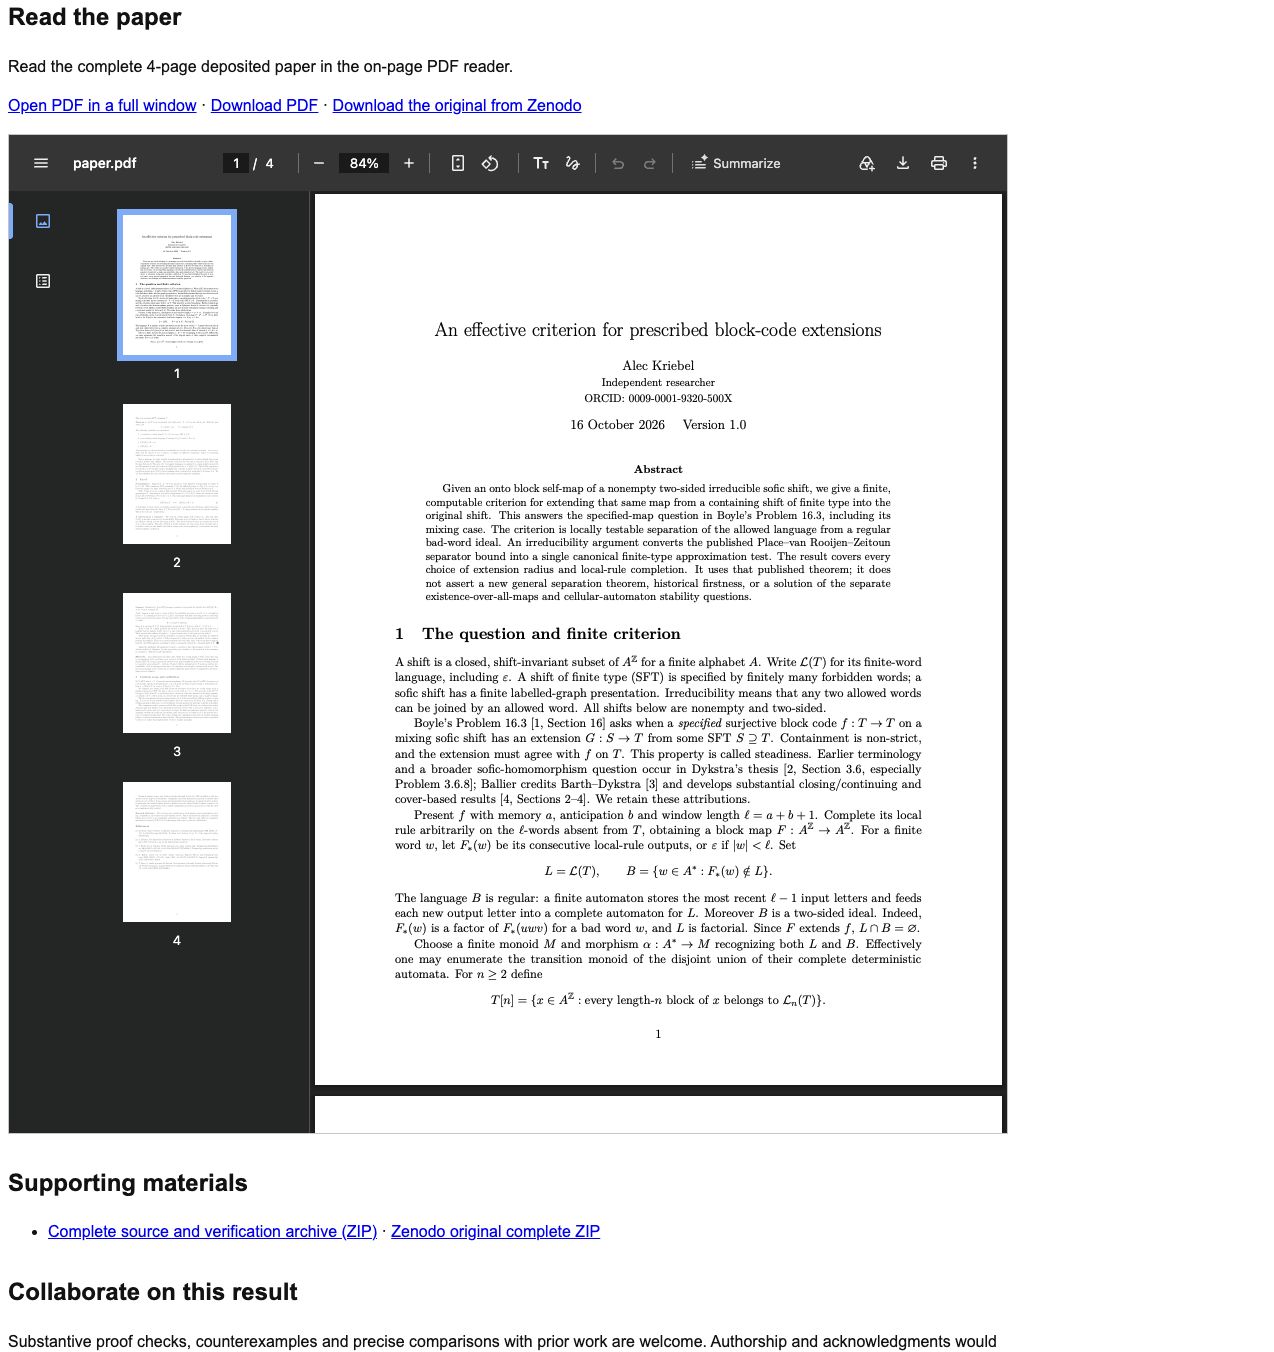 Read the paper
Read the complete 4-page deposited paper in the on-page PDF reader.
Open PDF in a full window · Download PDF · Download the original from Zenodo
paper.pdf 1 / 4 − 84% + Summarize
1
2
3
4
An effective criterion for prescribed block-code extensions
Alec Kriebel
Independent researcher
ORCID: 0009-0001-9320-500X
16 October 2026 Version 1.0
Abstract
Given an onto block self-map of a nonempty two-sided irreducible sofic shift, we give a finite,
computable criterion for extending that same map from a containing shift of finite type into the
original shift. This answers the specified-map question in Boyle's Problem 16.3, including its
mixing case. The criterion is locally testable separation of the allowed language from a regular
bad-word ideal. An irreducibility argument converts the published Place–van Rooijen–Zeitoun
separator bound into a single canonical finite-type approximation test. The result covers every
choice of extension radius and local-rule completion. It uses that published theorem; it does
not assert a new general separation theorem, historical firstness, or a solution of the separate
existence-over-all-maps and cellular-automaton stability questions.
1 The question and finite criterion
A shift is a closed, shift-invariant subset of A^ℤ for a finite alphabet A. Write ℒ(T) for its finite-word
language, including ε. A shift of finite type (SFT) is specified by finitely many forbidden words; a
sofic shift has a finite labelled-graph presentation. Irreducibility means that any two allowed words
can be joined by an allowed word. All shifts below are nonempty and two-sided.
Boyle's Problem 16.3 [1, Section 16] asks when a specified surjective block code f : T → T on a
mixing sofic shift has an extension G : S → T from some SFT S ⊇ T. Containment is non-strict,
and the extension must agree with f on T. This property is called steadiness. Earlier terminology
and a broader sofic-homomorphism question occur in Dykstra's thesis [2, Section 3.6, especially
Problem 3.6.8]; Ballier credits Barth–Dykstra [3] and develops substantial closing/continuing and
cover-based results [4, Sections 2–4]. We retain these attributions.
Present f with memory a, anticipation b and window length ℓ = a + b + 1. Complete its local
rule arbitrarily on the ℓ-words absent from T, obtaining a block map F : A^ℤ → A^ℤ. For a finite
word w, let F∗(w) be its consecutive local-rule outputs, or ε if |w| < ℓ. Set
L = ℒ(T), B = {w ∈ A* : F∗(w) ∉ L}.
The language B is regular: a finite automaton stores the most recent ℓ − 1 input letters and feeds
each new output letter into a complete automaton for L. Moreover B is a two-sided ideal. Indeed,
F∗(w) is a factor of F∗(uwv) for a bad word w, and L is factorial. Since F extends f, L ∩ B = ∅.
Choose a finite monoid M and morphism α : A* → M recognizing both L and B. Effectively
one may enumerate the transition monoid of the disjoint union of their complete deterministic
automata. For n ≥ 2 define
T[n] = {x ∈ A^ℤ : every length-n block of x belongs to ℒₙ(T)}.
1
Supporting materials
• Complete source and verification archive (ZIP) · Zenodo original complete ZIP
Collaborate on this result
Substantive proof checks, counterexamples and precise comparisons with prior work are welcome. Authorship and acknowledgments would